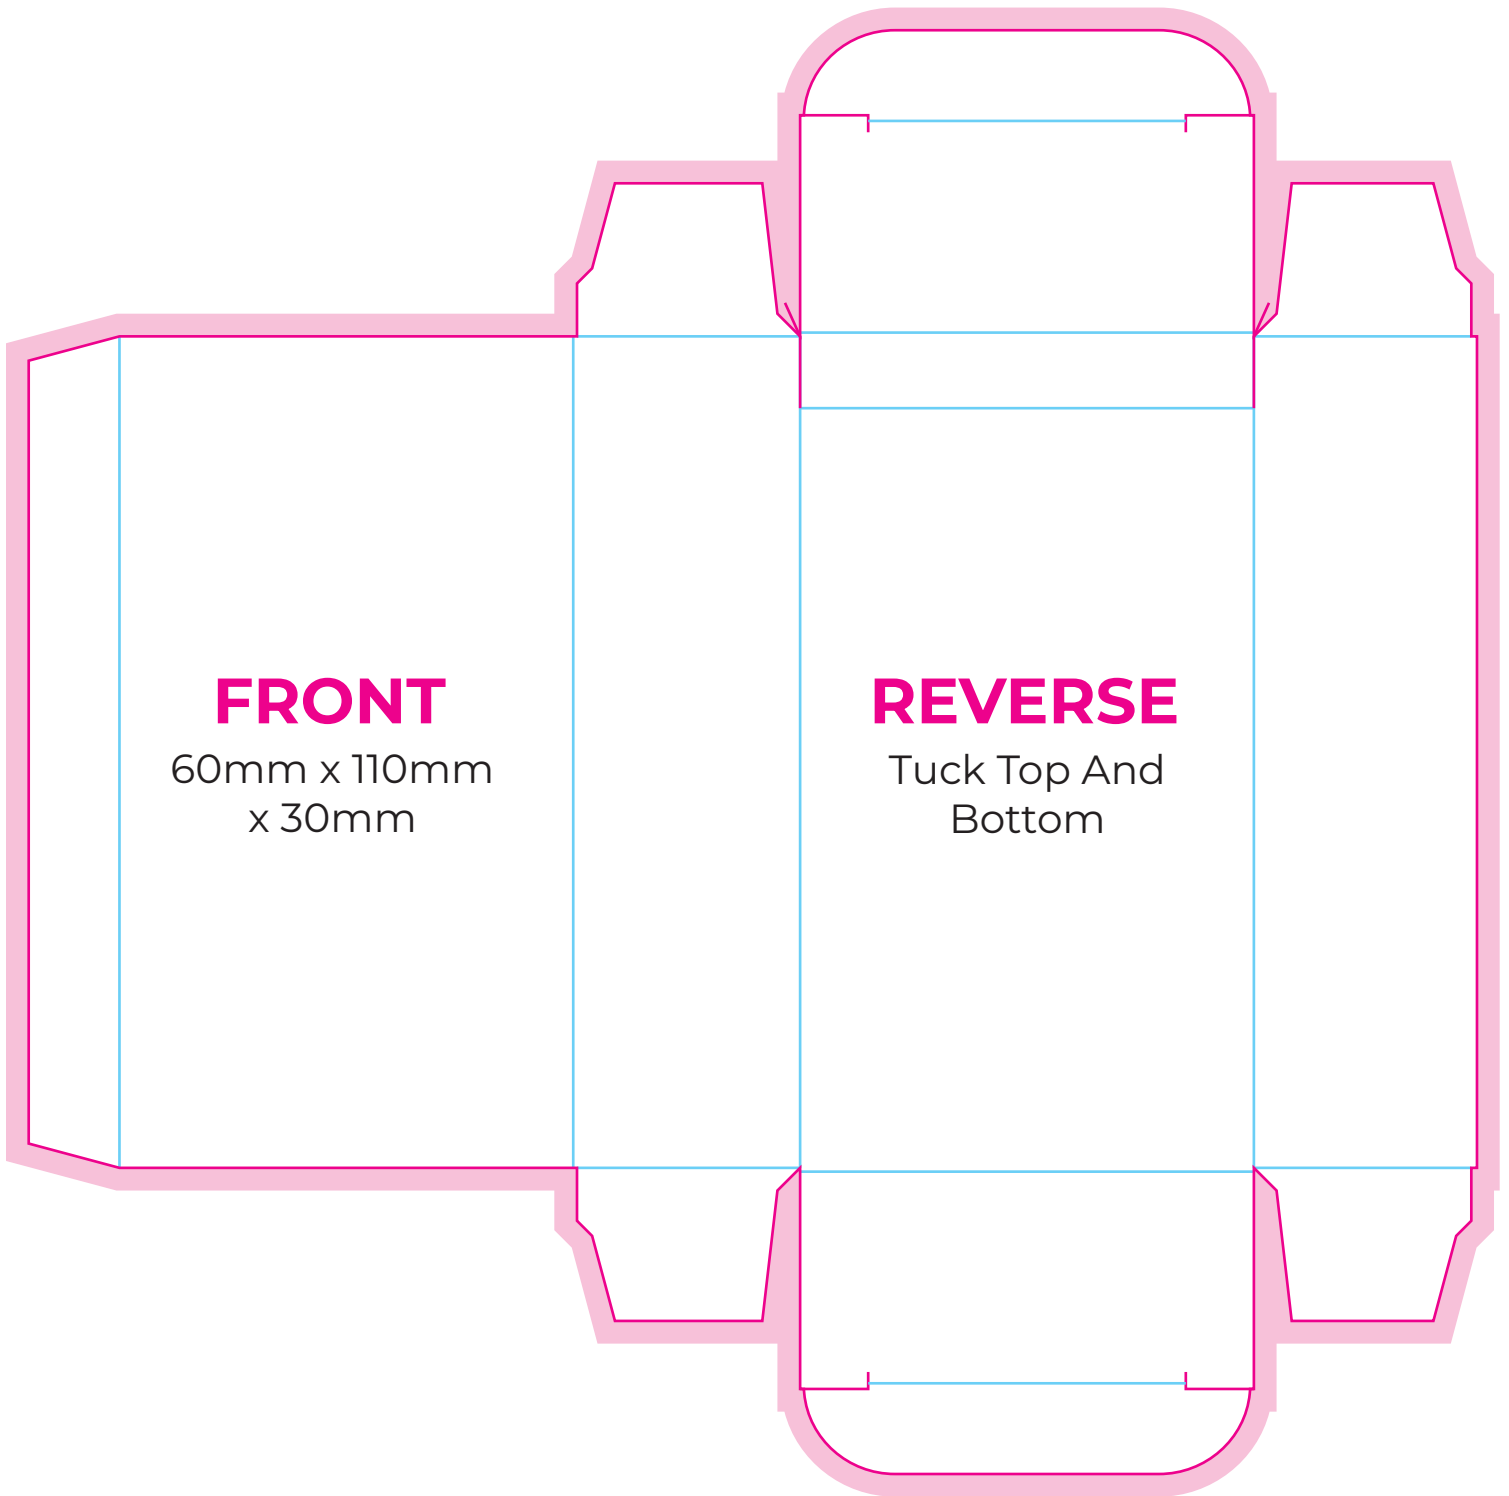 FRONT
60mm x 110mm
x 30mm
REVERSE
Tuck Top And
Bottom